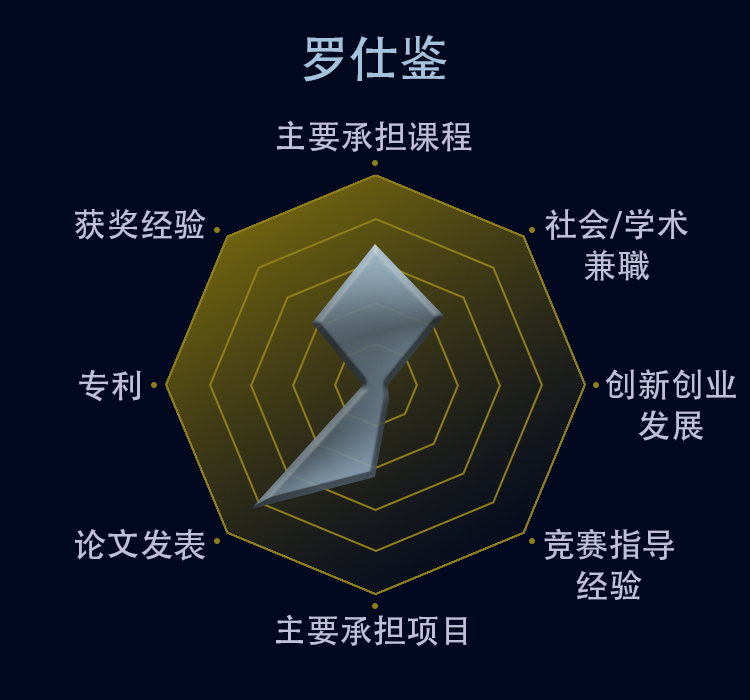 罗仕鉴
主要承担课程
获奖经验
社会/学术
兼職
专利
创新创业
发展
论文发表
竞赛指导
经验
主要承担项目